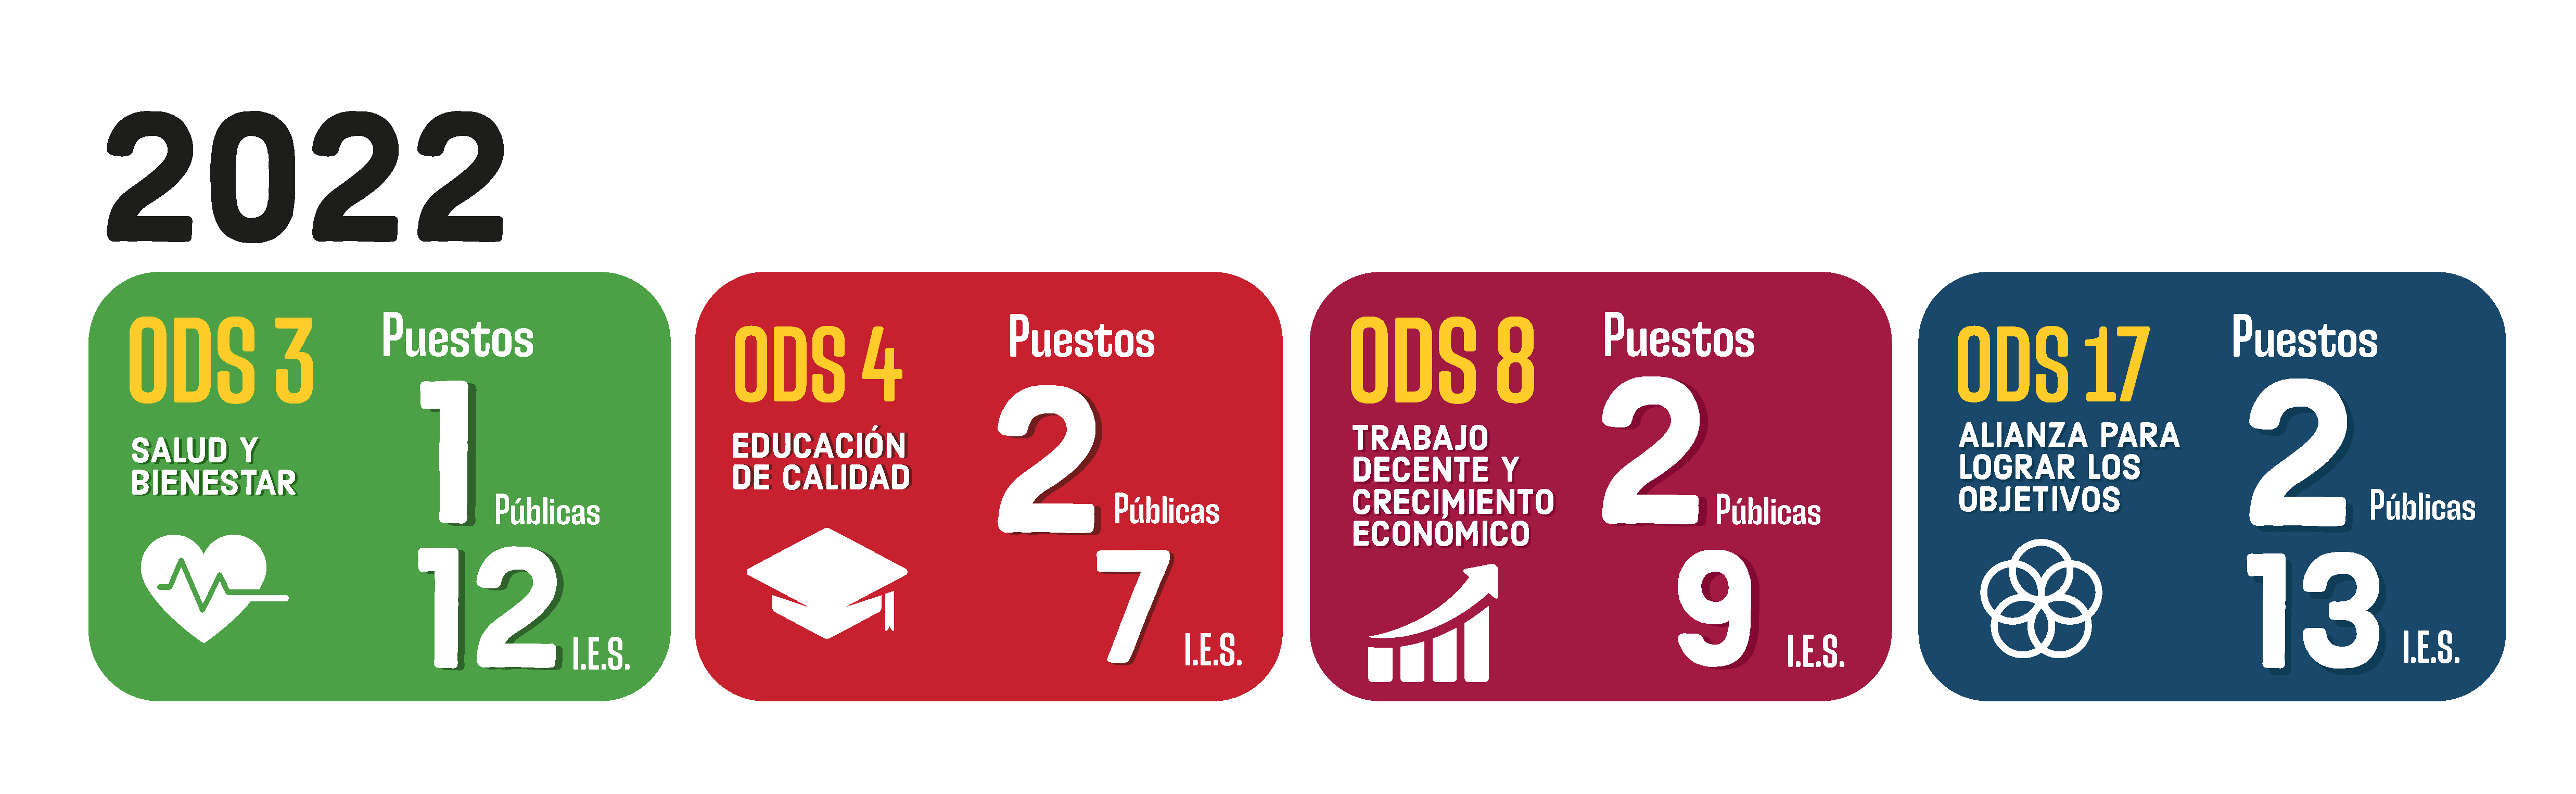 2022
ODS 3
SALUD Y
BIENESTAR
Puestos
1 Públicas
12 I.E.S.
ODS 4
EDUCACIÓN
DE CALIDAD
Puestos
2 Públicas
7 I.E.S.
ODS 8
TRABAJO
DECENTE Y
CRECIMIENTO
ECONÓMICO
Puestos
2 Públicas
9 I.E.S.
ODS 17
ALIANZA PARA
LOGRAR LOS
OBJETIVOS
Puestos
2 Públicas
13 I.E.S.